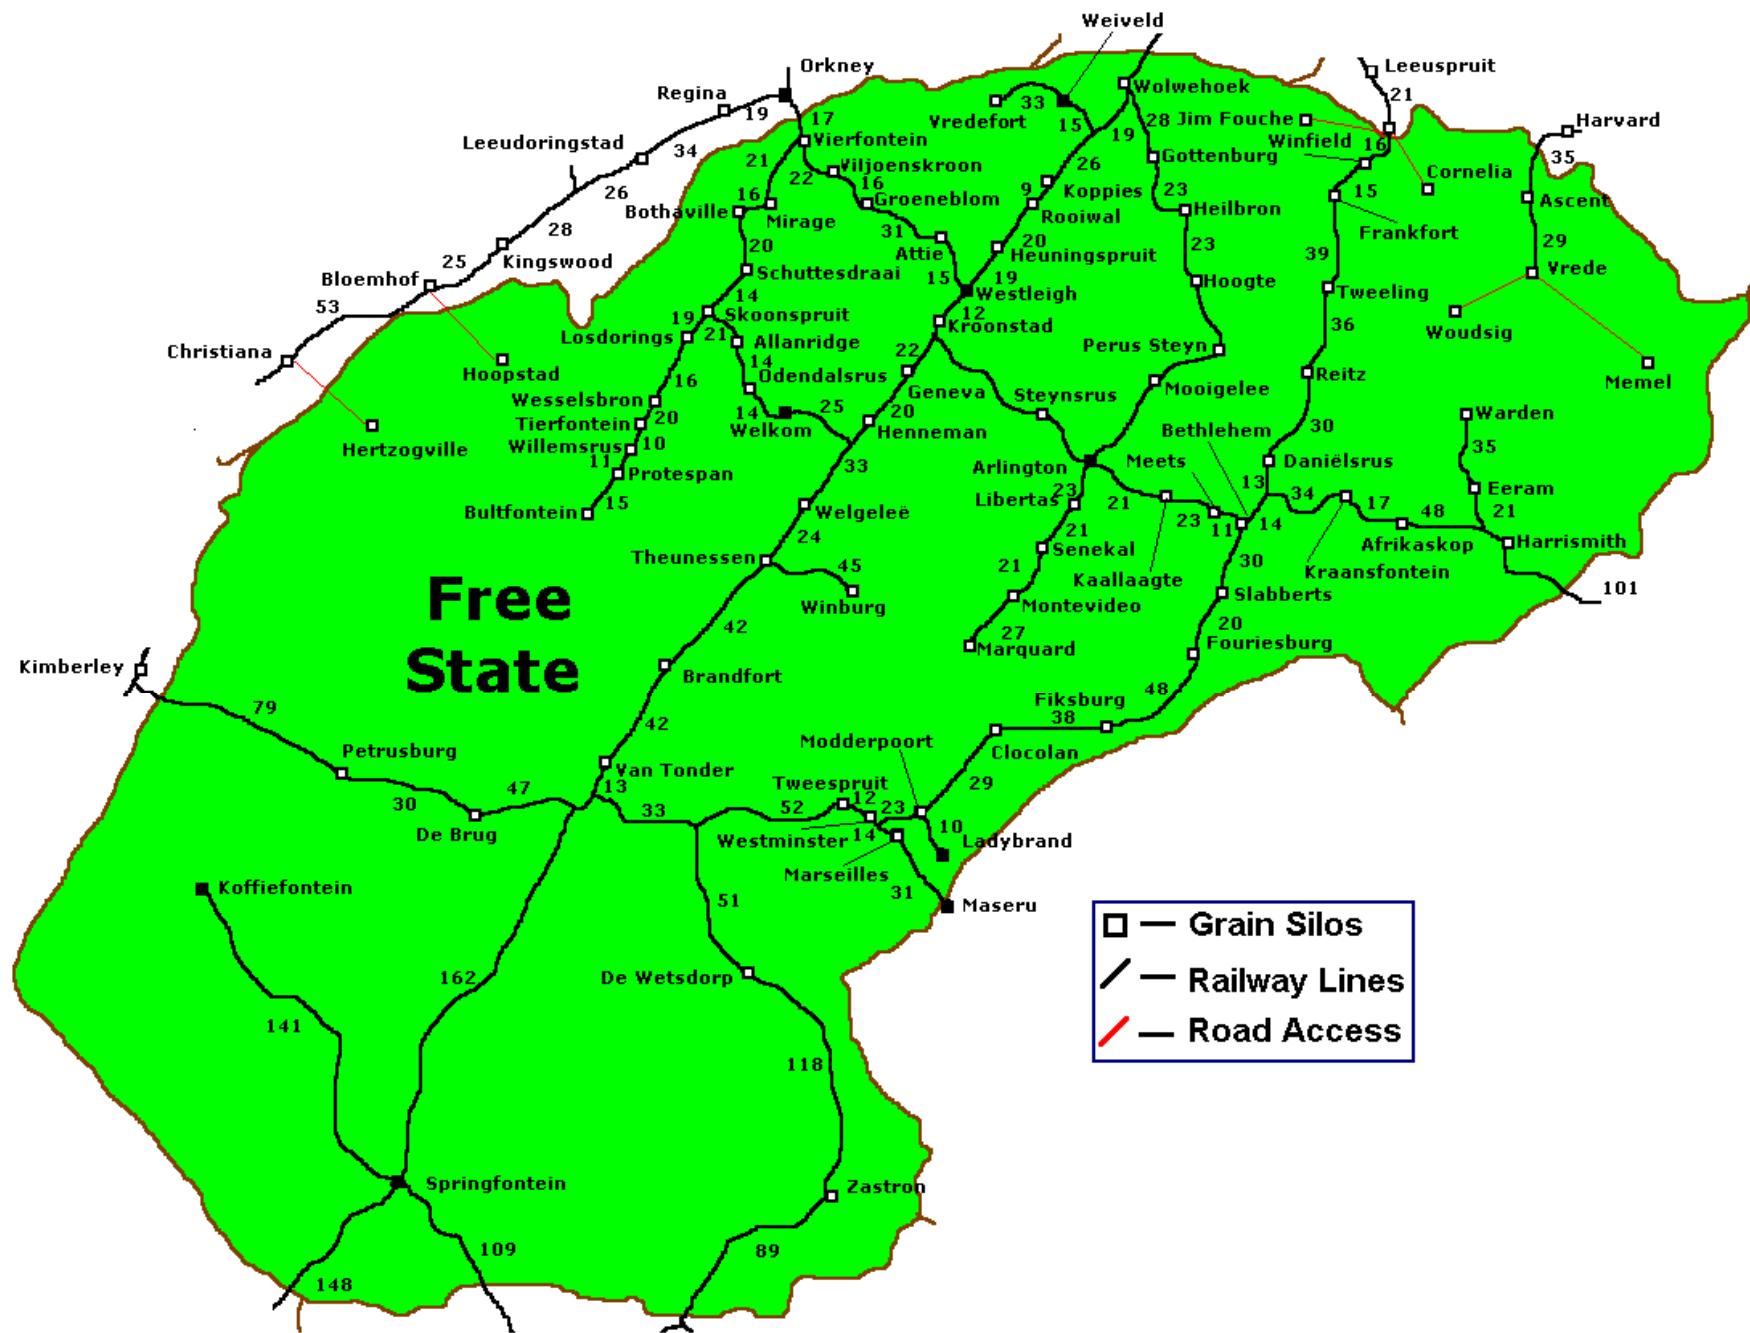 Weiveld
Orkney
Leeuspruit
Regina
Wolwehoek
33
21
19
17
Vredefort
15
19
28
Jim Fouche
Harvard
Vierfontein
Winfield
16
Leeudoringstad
34
21
Viljoenskroon
26
Gottenburg
35
22
16
Cornelia
26
9
Koppies
23
15
16
Groeneblom
Ascent
Bothaville
Mirage
Rooiwal
Heilbron
28
31
Frankfort
20
20
23
39
29
Attie
Heuningspruit
25
Kingswood
Schuttesdraai
15
19
Vrede
Bloemhof
Hoogte
Tweeling
14
Westleigh
53
12
Skoonspruit
Kroonstad
Woudsig
19
21
36
Losdorings
Allanridge
Perus Steyn
Christiana
22
14
Hoopstad
Odendalsrus
Reitz
Memel
16
Geneva
Steynsrus
Mooigelee
Wesselsbron
25
Warden
Tierfontein
20
14
20
Welkom
Henneman
Bethlehem
30
Hertzogville
Willemsrus
10
35
11
33
Arlington
Meets
Daniëlsrus
Protespan
13
Eeram
23
34
Libertas
21
17
Bultfontein
15
Welgeleë
21
48
23
11
14
24
21
Senekal
Afrikaskop
Harrismith
Theunessen
45
21
Kaallaagte
30
Kraansfontein
101
Free
Winburg
Montevideo
Slabberts
State
42
27
20
Marquard
Fouriesburg
Kimberley
Brandfort
48
Fiksburg
79
42
38
Modderpoort
Petrusburg
Clocolan
Van Tonder
Tweespruit
13
29
47
12
30
33
52
23
De Brug
Westminster
14
10
Ladybrand
Marseilles
Koffiefontein
31
51
Maseru
Grain Silos
162
De Wetsdorp
Railway Lines
141
Road Access
118
Springfontein
Zastron
109
89
148